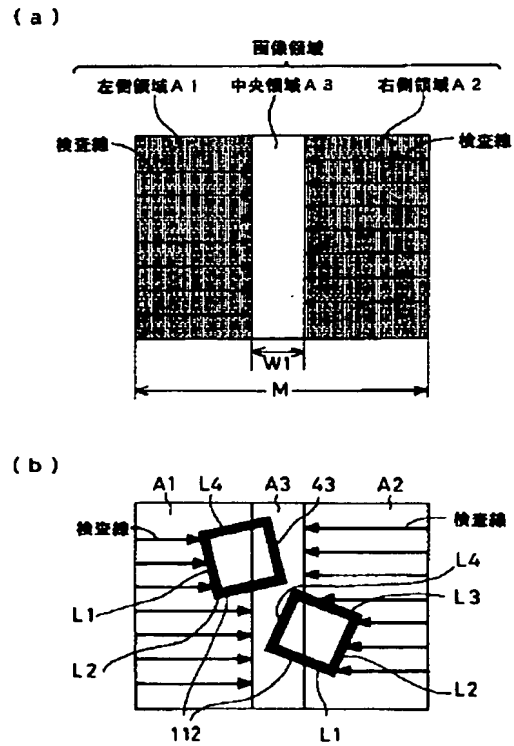 (a)
画像領域
左側領域A1 中央領域A3 右側領域A2
検査線 検査線
W1
M
(b)
A1 L4 A3 43 A2
検査線 検査線
L4
L1 L3
L2 L2
112 L1